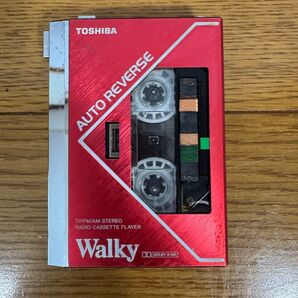 TOSHIBA
AUTO REVERSE
TV/FM/AM STEREO
RADIO CASSETTE PLAYER
Walky
DOLBY B NR